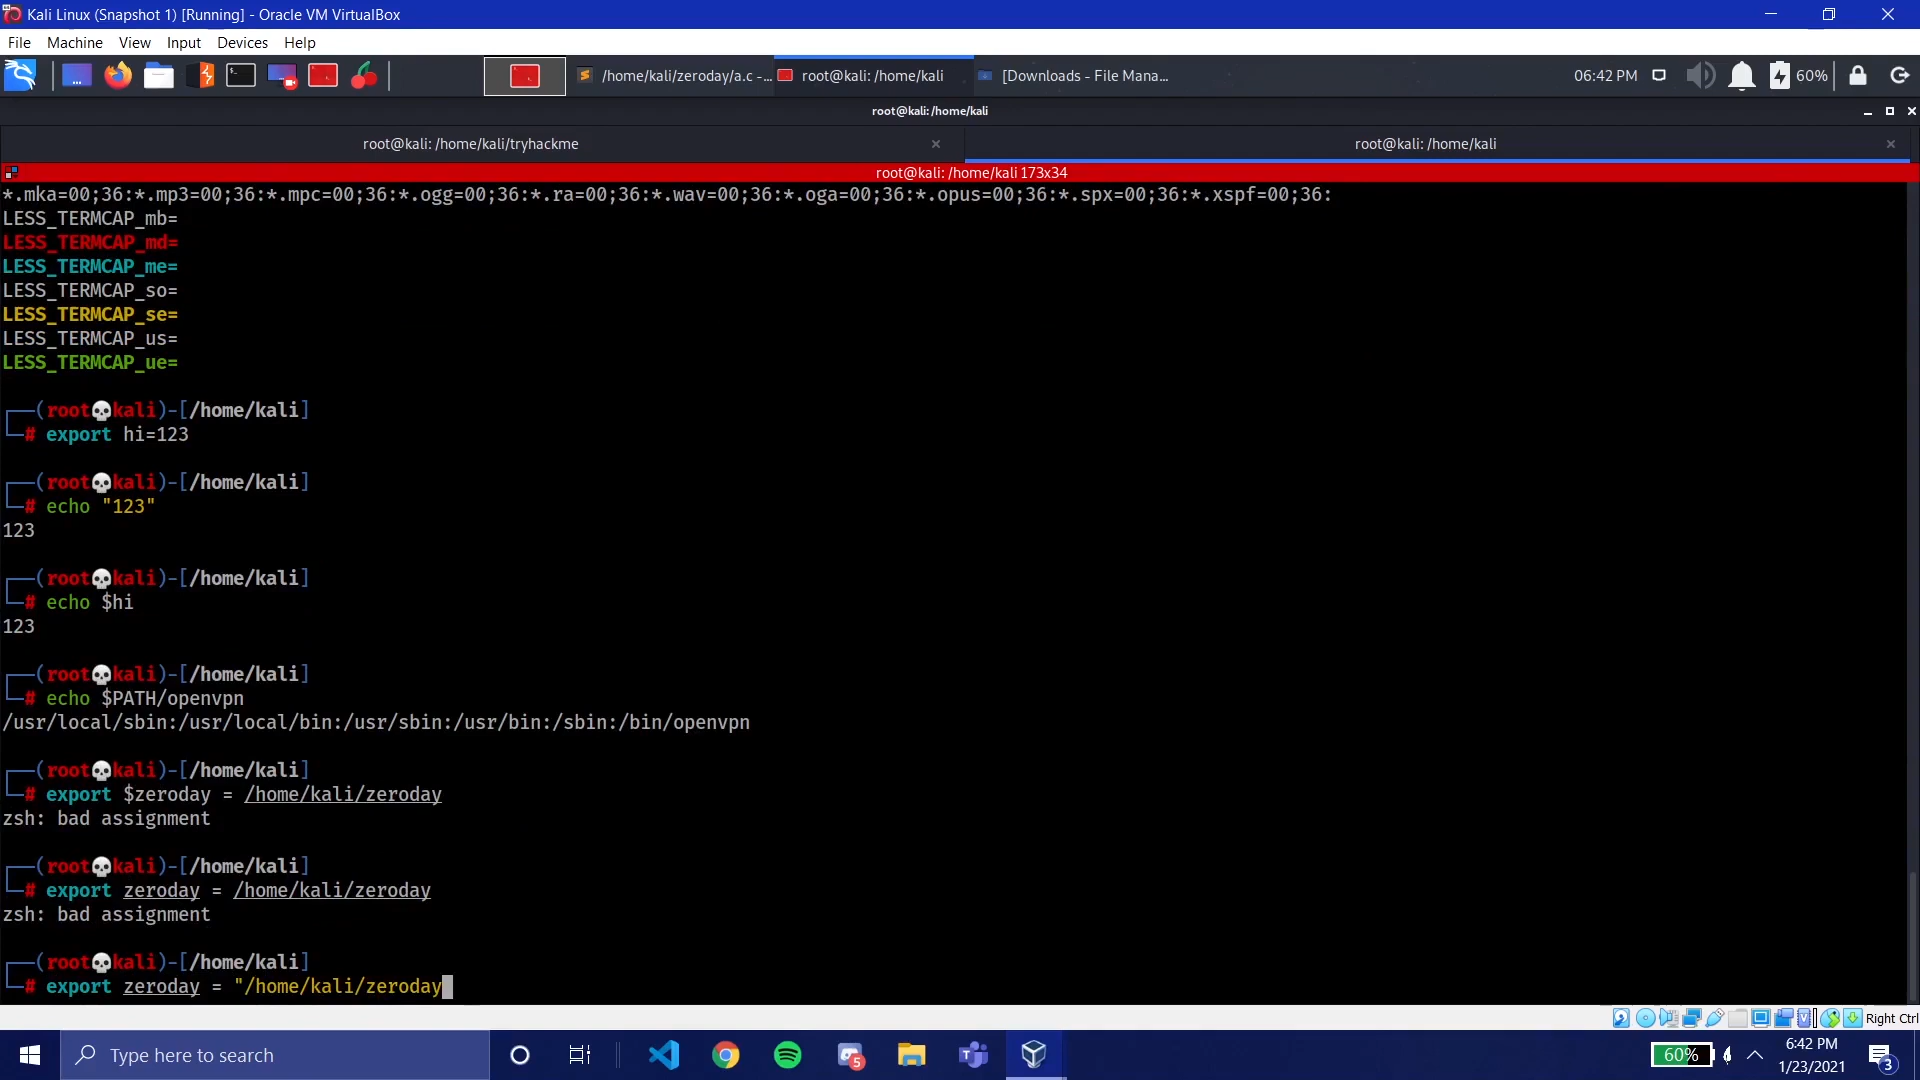 Kali Linux (Snapshot 1) [Running] - Oracle VM VirtualBox
File Machine View Input Devices Help
/home/kali/zeroday/a.c -... root@kali: /home/kali [Downloads - File Mana... 06:42 PM 60%
root@kali: /home/kali
root@kali: /home/kali/tryhackme root@kali: /home/kali
root@kali: /home/kali 173x34
*.mka=00;36:*.mp3=00;36:*.mpc=00;36:*.ogg=00;36:*.ra=00;36:*.wav=00;36:*.oga=00;36:*.opus=00;36:*.spx=00;36:*.xspf=00;36:
LESS_TERMCAP_mb=
LESS_TERMCAP_md=
LESS_TERMCAP_me=
LESS_TERMCAP_so=
LESS_TERMCAP_se=
LESS_TERMCAP_us=
LESS_TERMCAP_ue=
┌──(root💀kali)-[/home/kali]
└─# export hi=123
┌──(root💀kali)-[/home/kali]
└─# echo "123"
123
┌──(root💀kali)-[/home/kali]
└─# echo $hi
123
┌──(root💀kali)-[/home/kali]
└─# echo $PATH/openvpn
/usr/local/sbin:/usr/local/bin:/usr/sbin:/usr/bin:/sbin:/bin/openvpn
┌──(root💀kali)-[/home/kali]
└─# export $zeroday = /home/kali/zeroday
zsh: bad assignment
┌──(root💀kali)-[/home/kali]
└─# export zeroday = /home/kali/zeroday
zsh: bad assignment
┌──(root💀kali)-[/home/kali]
└─# export zeroday = "/home/kali/zeroday
Right Ctrl
Type here to search 5 60% 6:42 PM
1/23/2021 3